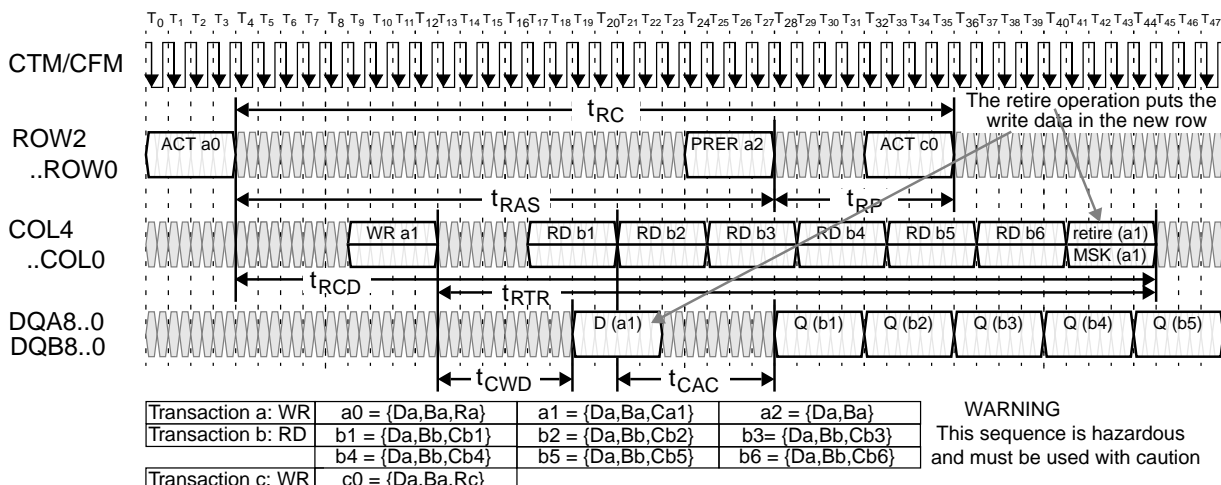 T0 T1 T2 T3 T4 T5 T6 T7 T8 T9 T10 T11 T12 T13 T14 T15 T16 T17 T18 T19 T20 T21 T22 T23 T24 T25 T26 T27 T28 T29 T30 T31 T32 T33 T34 T35 T36 T37 T38 T39 T40 T41 T42 T43 T44 T45 T46 T47
CTM/CFM
The retire operation puts the
write data in the new row
tRC
ROW2
..ROW0
ACT a0
PRER a2
ACT c0
tRAS
tRP
COL4
..COL0
WR a1
RD b1
RD b2
RD b3
RD b4
RD b5
RD b6
retire (a1)
MSK (a1)
tRCD
tRTR
DQA8..0
DQB8..0
D (a1)
Q (b1)
Q (b2)
Q (b3)
Q (b4)
Q (b5)
tCWD
tCAC
Transaction a: WR a0 = {Da,Ba,Ra} a1 = {Da,Ba,Ca1} a2 = {Da,Ba}
Transaction b: RD b1 = {Da,Bb,Cb1} b2 = {Da,Bb,Cb2} b3= {Da,Bb,Cb3}
b4 = {Da,Bb,Cb4} b5 = {Da,Bb,Cb5} b6 = {Da,Bb,Cb6}
Transaction c: WR c0 = {Da,Ba,Rc}
WARNING
This sequence is hazardous
and must be used with caution